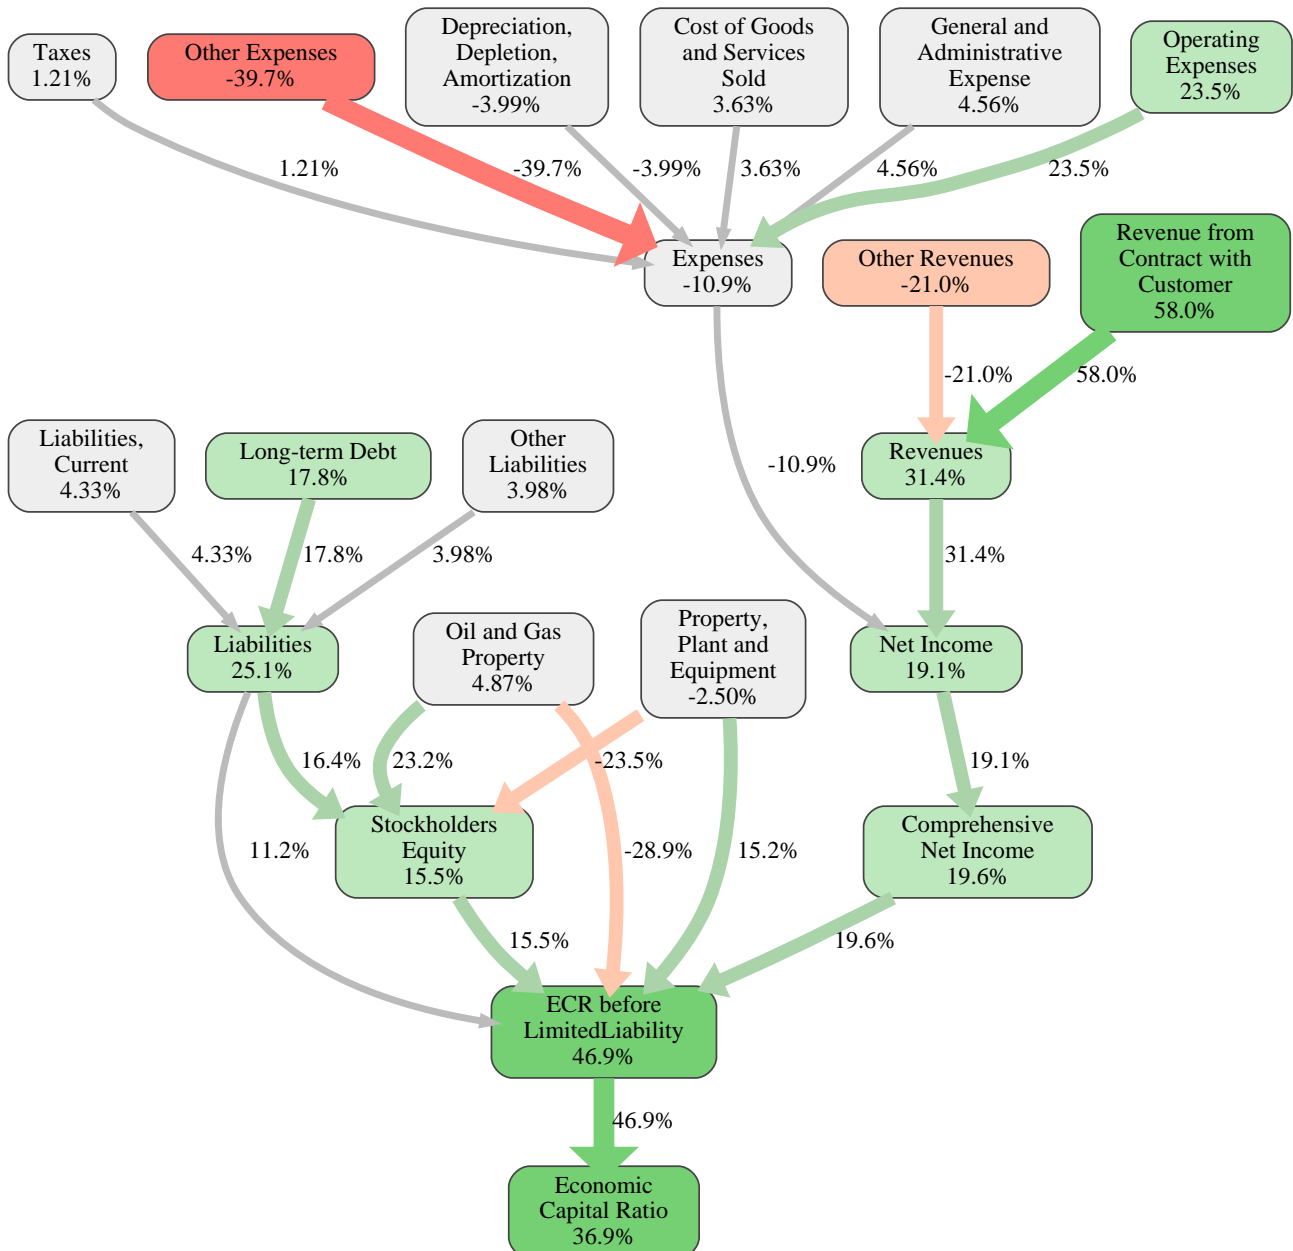 Taxes
1.21%
Other Expenses
-39.7%
Depreciation,
Depletion,
Amortization
-3.99%
Cost of Goods
and Services
Sold
3.63%
General and
Administrative
Expense
4.56%
Operating
Expenses
23.5%
1.21%
-39.7%
-3.99%
3.63%
4.56%
23.5%
Expenses
-10.9%
Other Revenues
-21.0%
Revenue from
Contract with
Customer
58.0%
-21.0%
58.0%
Liabilities,
Current
4.33%
Long-term Debt
17.8%
Other
Liabilities
3.98%
-10.9%
Revenues
31.4%
4.33%
17.8%
3.98%
31.4%
Liabilities
25.1%
Oil and Gas
Property
4.87%
Property,
Plant and
Equipment
-2.50%
Net Income
19.1%
16.4%
23.2%
-23.5%
19.1%
11.2%
Stockholders
Equity
15.5%
-28.9%
15.2%
Comprehensive
Net Income
19.6%
15.5%
19.6%
ECR before
LimitedLiability
46.9%
46.9%
Economic
Capital Ratio
36.9%